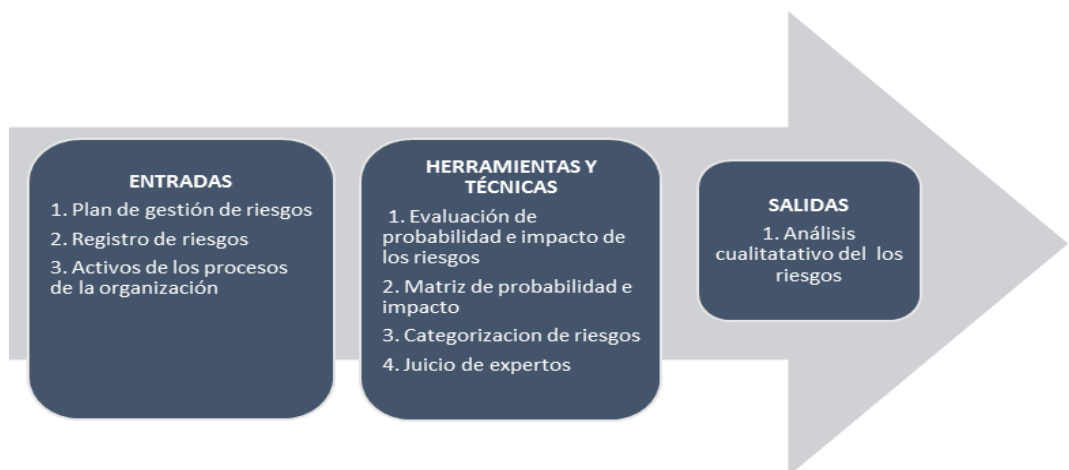 ENTRADAS
1. Plan de gestión de riesgos
2. Registro de riesgos
3. Activos de los procesos
de la organización
HERRAMIENTAS Y
TÉCNICAS
1. Evaluación de
probabilidad e impacto de
los riesgos
2. Matriz de probabilidad e
impacto
3. Categorizacion de riesgos
4. Juicio de expertos
SALIDAS
1. Análisis
cualitatativo del los
riesgos